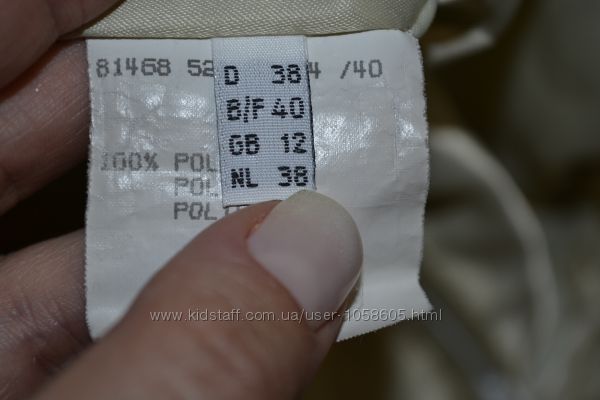 81468 52 4 /40
D 38
B/F 40
GB 12
NL 38
100% POL
POL
POL
www.kidstaff.com.ua/user-1058605.html